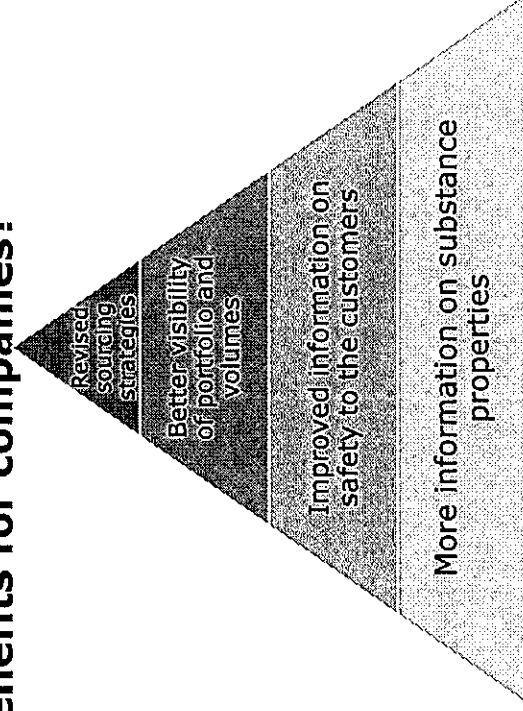 for companies?
Revised
sourcing
strategies
Better visibility
of portfolio and
volumes
Improved information on
safety to the customers
More information on substance
properties